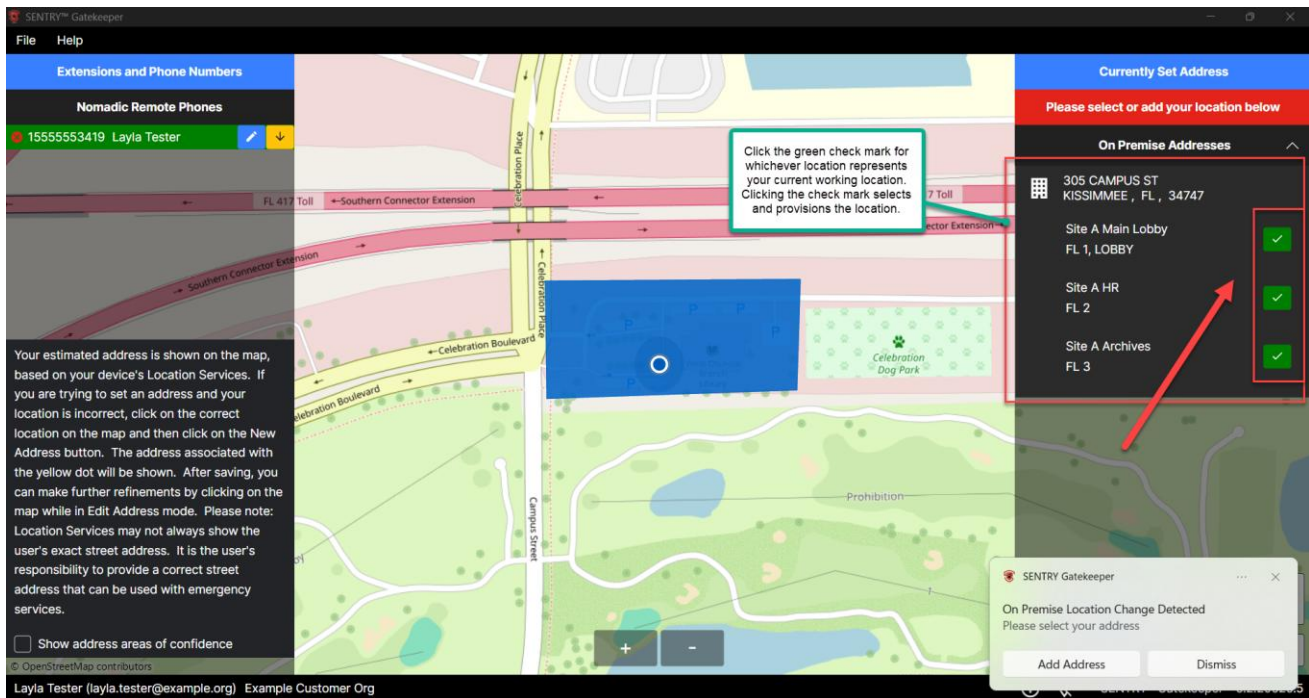 SENTRY™ Gatekeeper
File Help
Extensions and Phone Numbers
Nomadic Remote Phones
15555553419 Layla Tester
Your estimated address is shown on the map,
based on your device's Location Services. If
you are trying to set an address and your
location is incorrect, click on the correct
location on the map and then click on the New
Address button. The address associated with
the yellow dot will be shown. After saving, you
can make further refinements by clicking on the
map while in Edit Address mode. Please note:
Location Services may not always show the
user's exact street address. It is the user's
responsibility to provide a correct street
address that can be used with emergency
services.
Show address areas of confidence
© OpenStreetMap contributors
Layla Tester (layla.tester@example.org) Example Customer Org
Celebration Place
FL 417 Toll
Southern Connector Extension
7 Toll
ector Extension
Southern Connector Extension
Celebration Place
Celebration Boulevard
elebration Boulevard
P
P
P
P
Celebration
Dog Park
Campus Street
Prohibition
+
-
Click the green check mark for
whichever location represents
your current working location.
Clicking the check mark selects
and provisions the location.
Currently Set Address
Please select or add your location below
On Premise Addresses
305 CAMPUS ST
KISSIMMEE , FL , 34747
Site A Main Lobby
FL 1, LOBBY
Site A HR
FL 2
Site A Archives
FL 3
SENTRY Gatekeeper
On Premise Location Change Detected
Please select your address
Add Address Dismiss